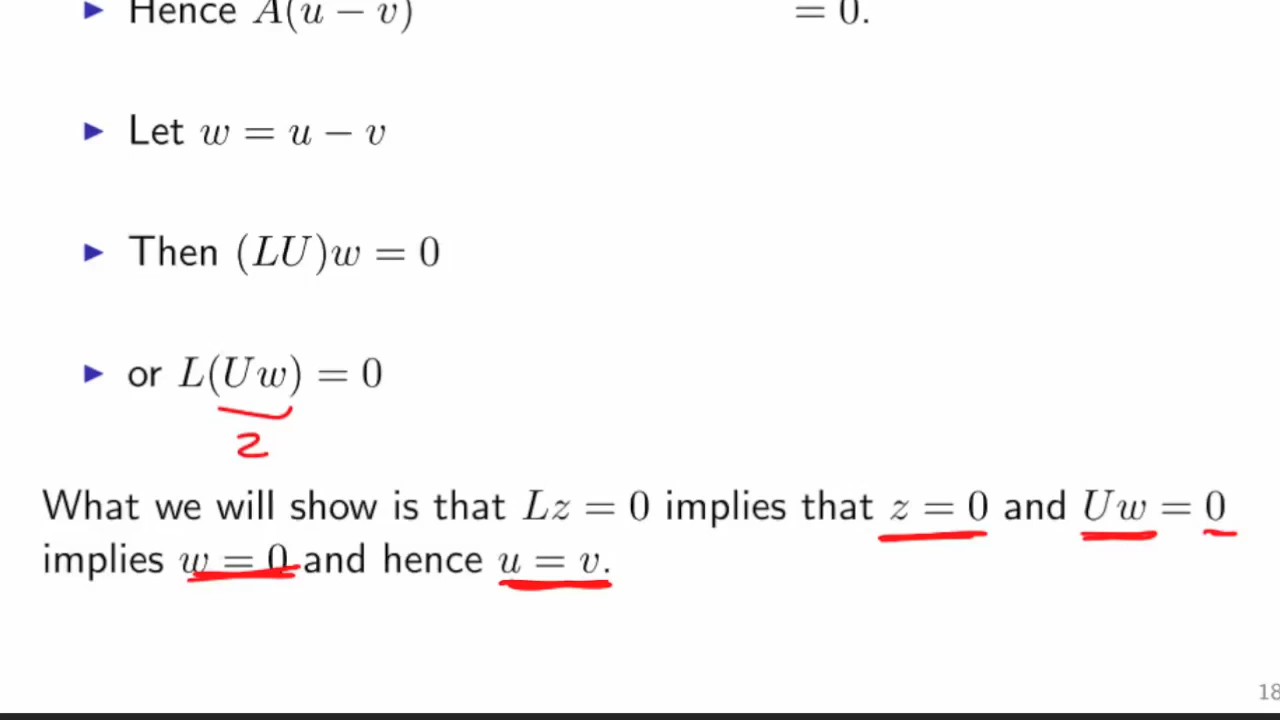 ▶ Hence A(u − v) = 0.
▶ Let w = u − v
▶ Then (LU)w = 0
▶ or L(Uw) = 0
z
What we will show is that Lz = 0 implies that z = 0 and Uw = 0
implies w = 0 and hence u = v.
18